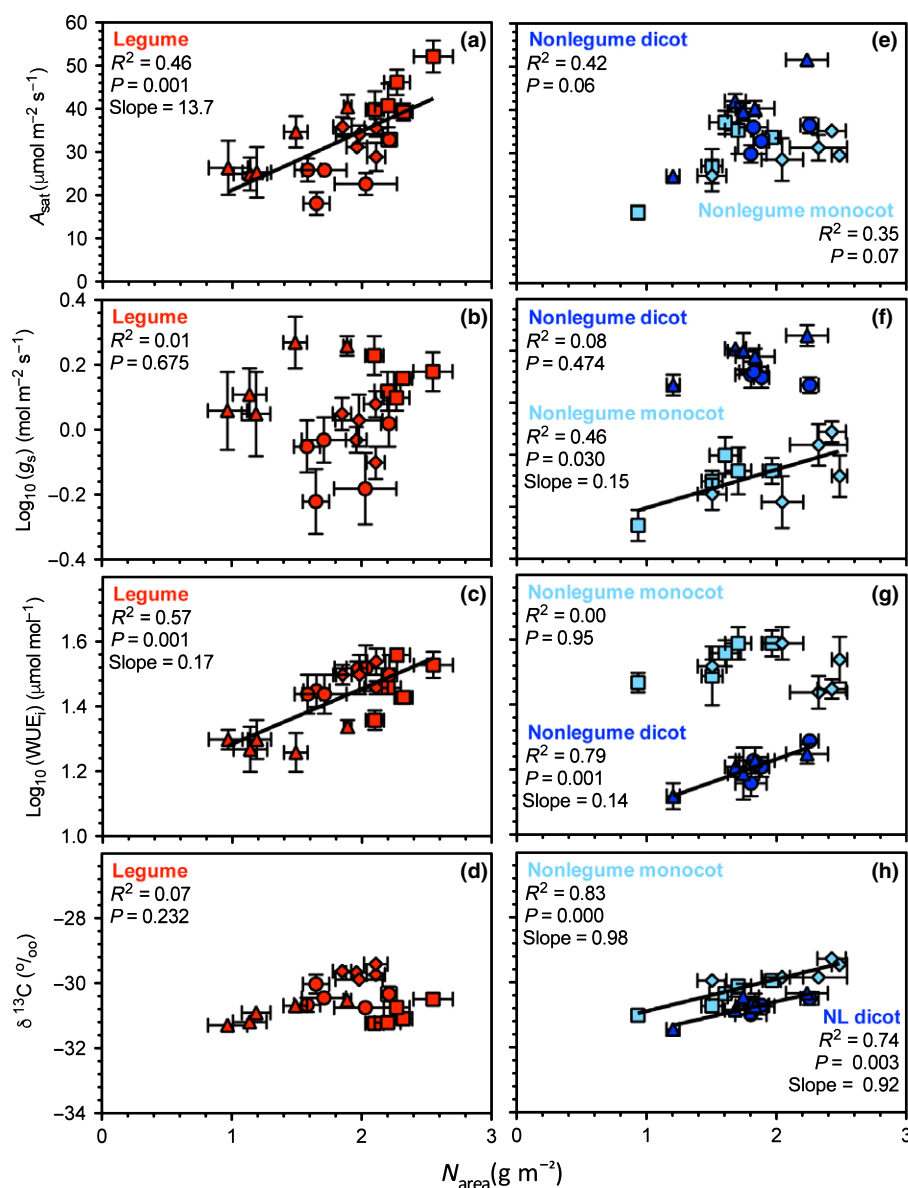 60
50
40
30
20
10
0
A_sat (μmol m⁻² s⁻¹)
Legume
R² = 0.46
P = 0.001
Slope = 13.7
(a)
Nonlegume dicot
R² = 0.42
P = 0.06
(e)
Nonlegume monocot
R² = 0.35
P = 0.07
0.4
0.2
0.0
−0.2
−0.4
Log₁₀ (g_s) (mol m⁻² s⁻¹)
Legume
R² = 0.01
P = 0.675
(b)
Nonlegume dicot
R² = 0.08
P = 0.474
(f)
Nonlegume monocot
R² = 0.46
P = 0.030
Slope = 0.15
1.6
1.4
1.2
1.0
Log₁₀ (WUE_i) (μmol mol⁻¹)
Legume
R² = 0.57
P = 0.001
Slope = 0.17
(c)
Nonlegume monocot
R² = 0.00
P = 0.95
(g)
Nonlegume dicot
R² = 0.79
P = 0.001
Slope = 0.14
−28
−30
−32
−34
δ ¹³C (°/₀₀)
Legume
R² = 0.07
P = 0.232
(d)
Nonlegume monocot
R² = 0.83
P = 0.000
Slope = 0.98
(h)
NL dicot
R² = 0.74
P = 0.003
Slope = 0.92
0 1 2 3
0 1 2 3
N_area (g m⁻²)